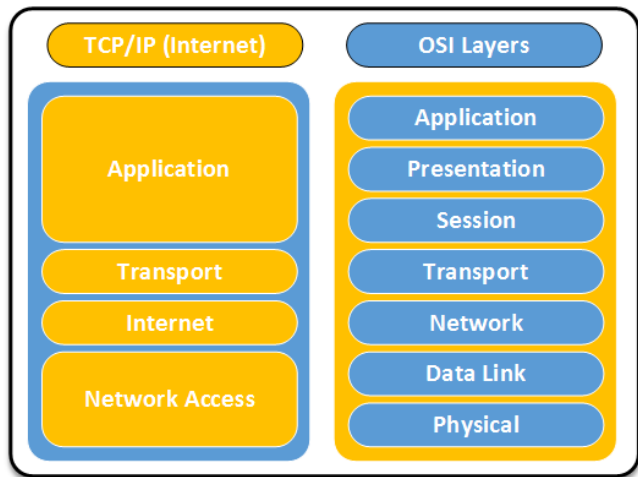 TCP/IP (Internet)
OSI Layers
Application
Transport
Internet
Network Access
Application
Presentation
Session
Transport
Network
Data Link
Physical